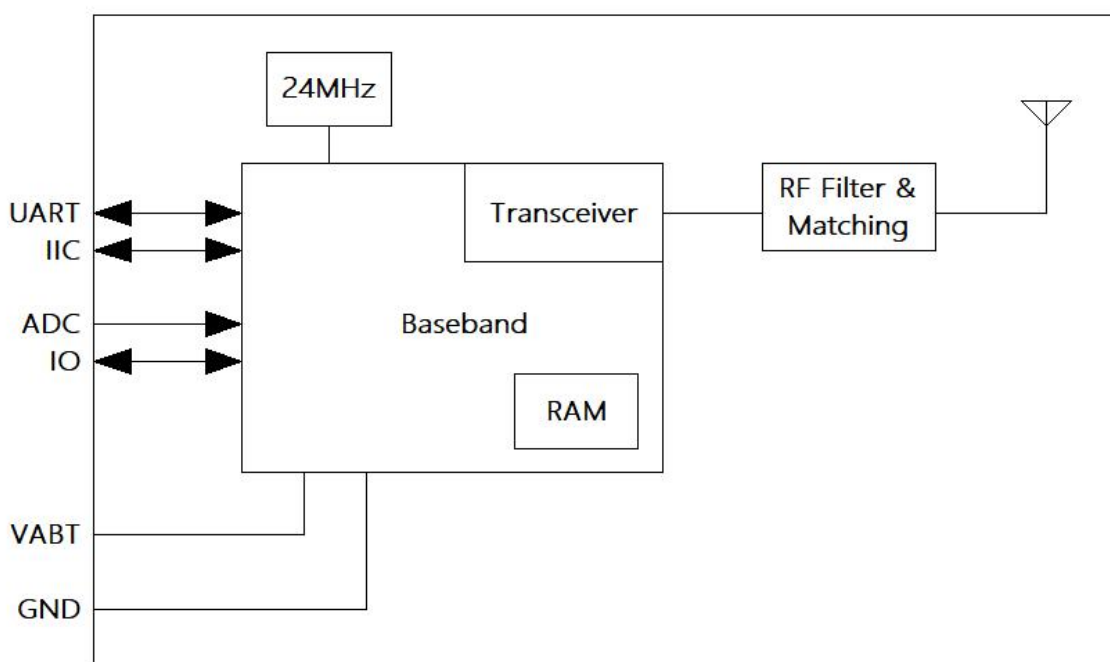 24MHz
UART
IIC
ADC
IO
VABT
GND
Transceiver
Baseband
RAM
RF Filter &
Matching